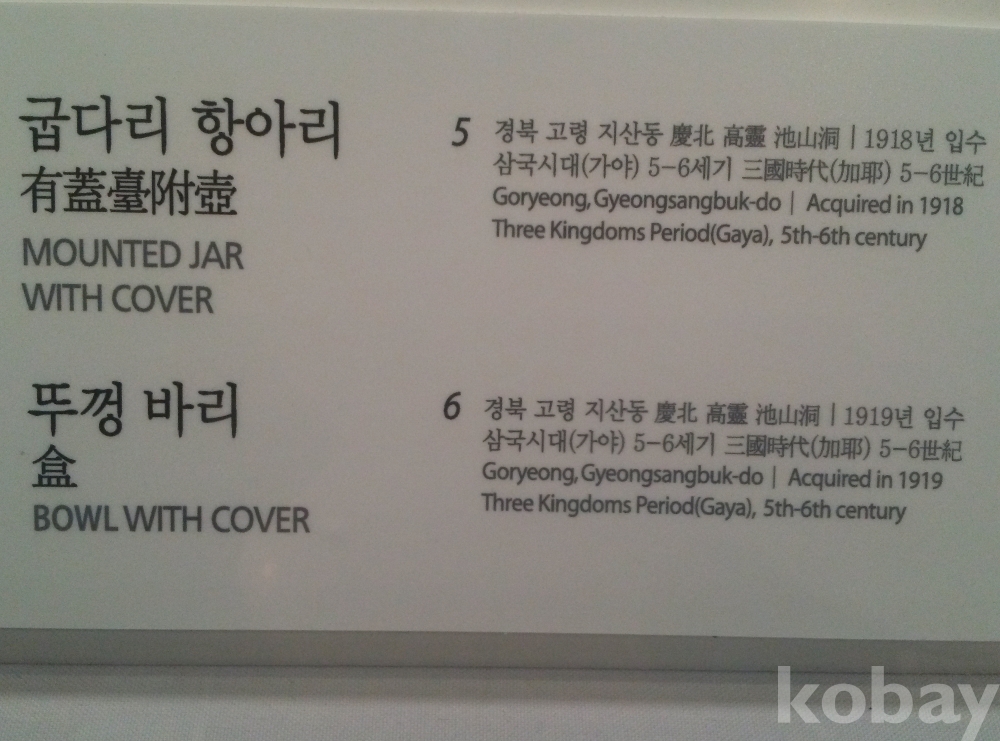 굽다리 항아리
有蓋臺附壺
MOUNTED JAR
WITH COVER
5 경북 고령 지산동 慶北 高靈 池山洞 | 1918년 입수
삼국시대(가야) 5-6세기 三國時代(加耶) 5-6世紀
Goryeong, Gyeongsangbuk-do | Acquired in 1918
Three Kingdoms Period(Gaya), 5th-6th century
뚜껑 바리
盒
BOWL WITH COVER
6 경북 고령 지산동 慶北 高靈 池山洞 | 1919년 입수
삼국시대(가야) 5-6세기 三國時代(加耶) 5-6世紀
Goryeong, Gyeongsangbuk-do | Acquired in 1919
Three Kingdoms Period(Gaya), 5th-6th century
kobay